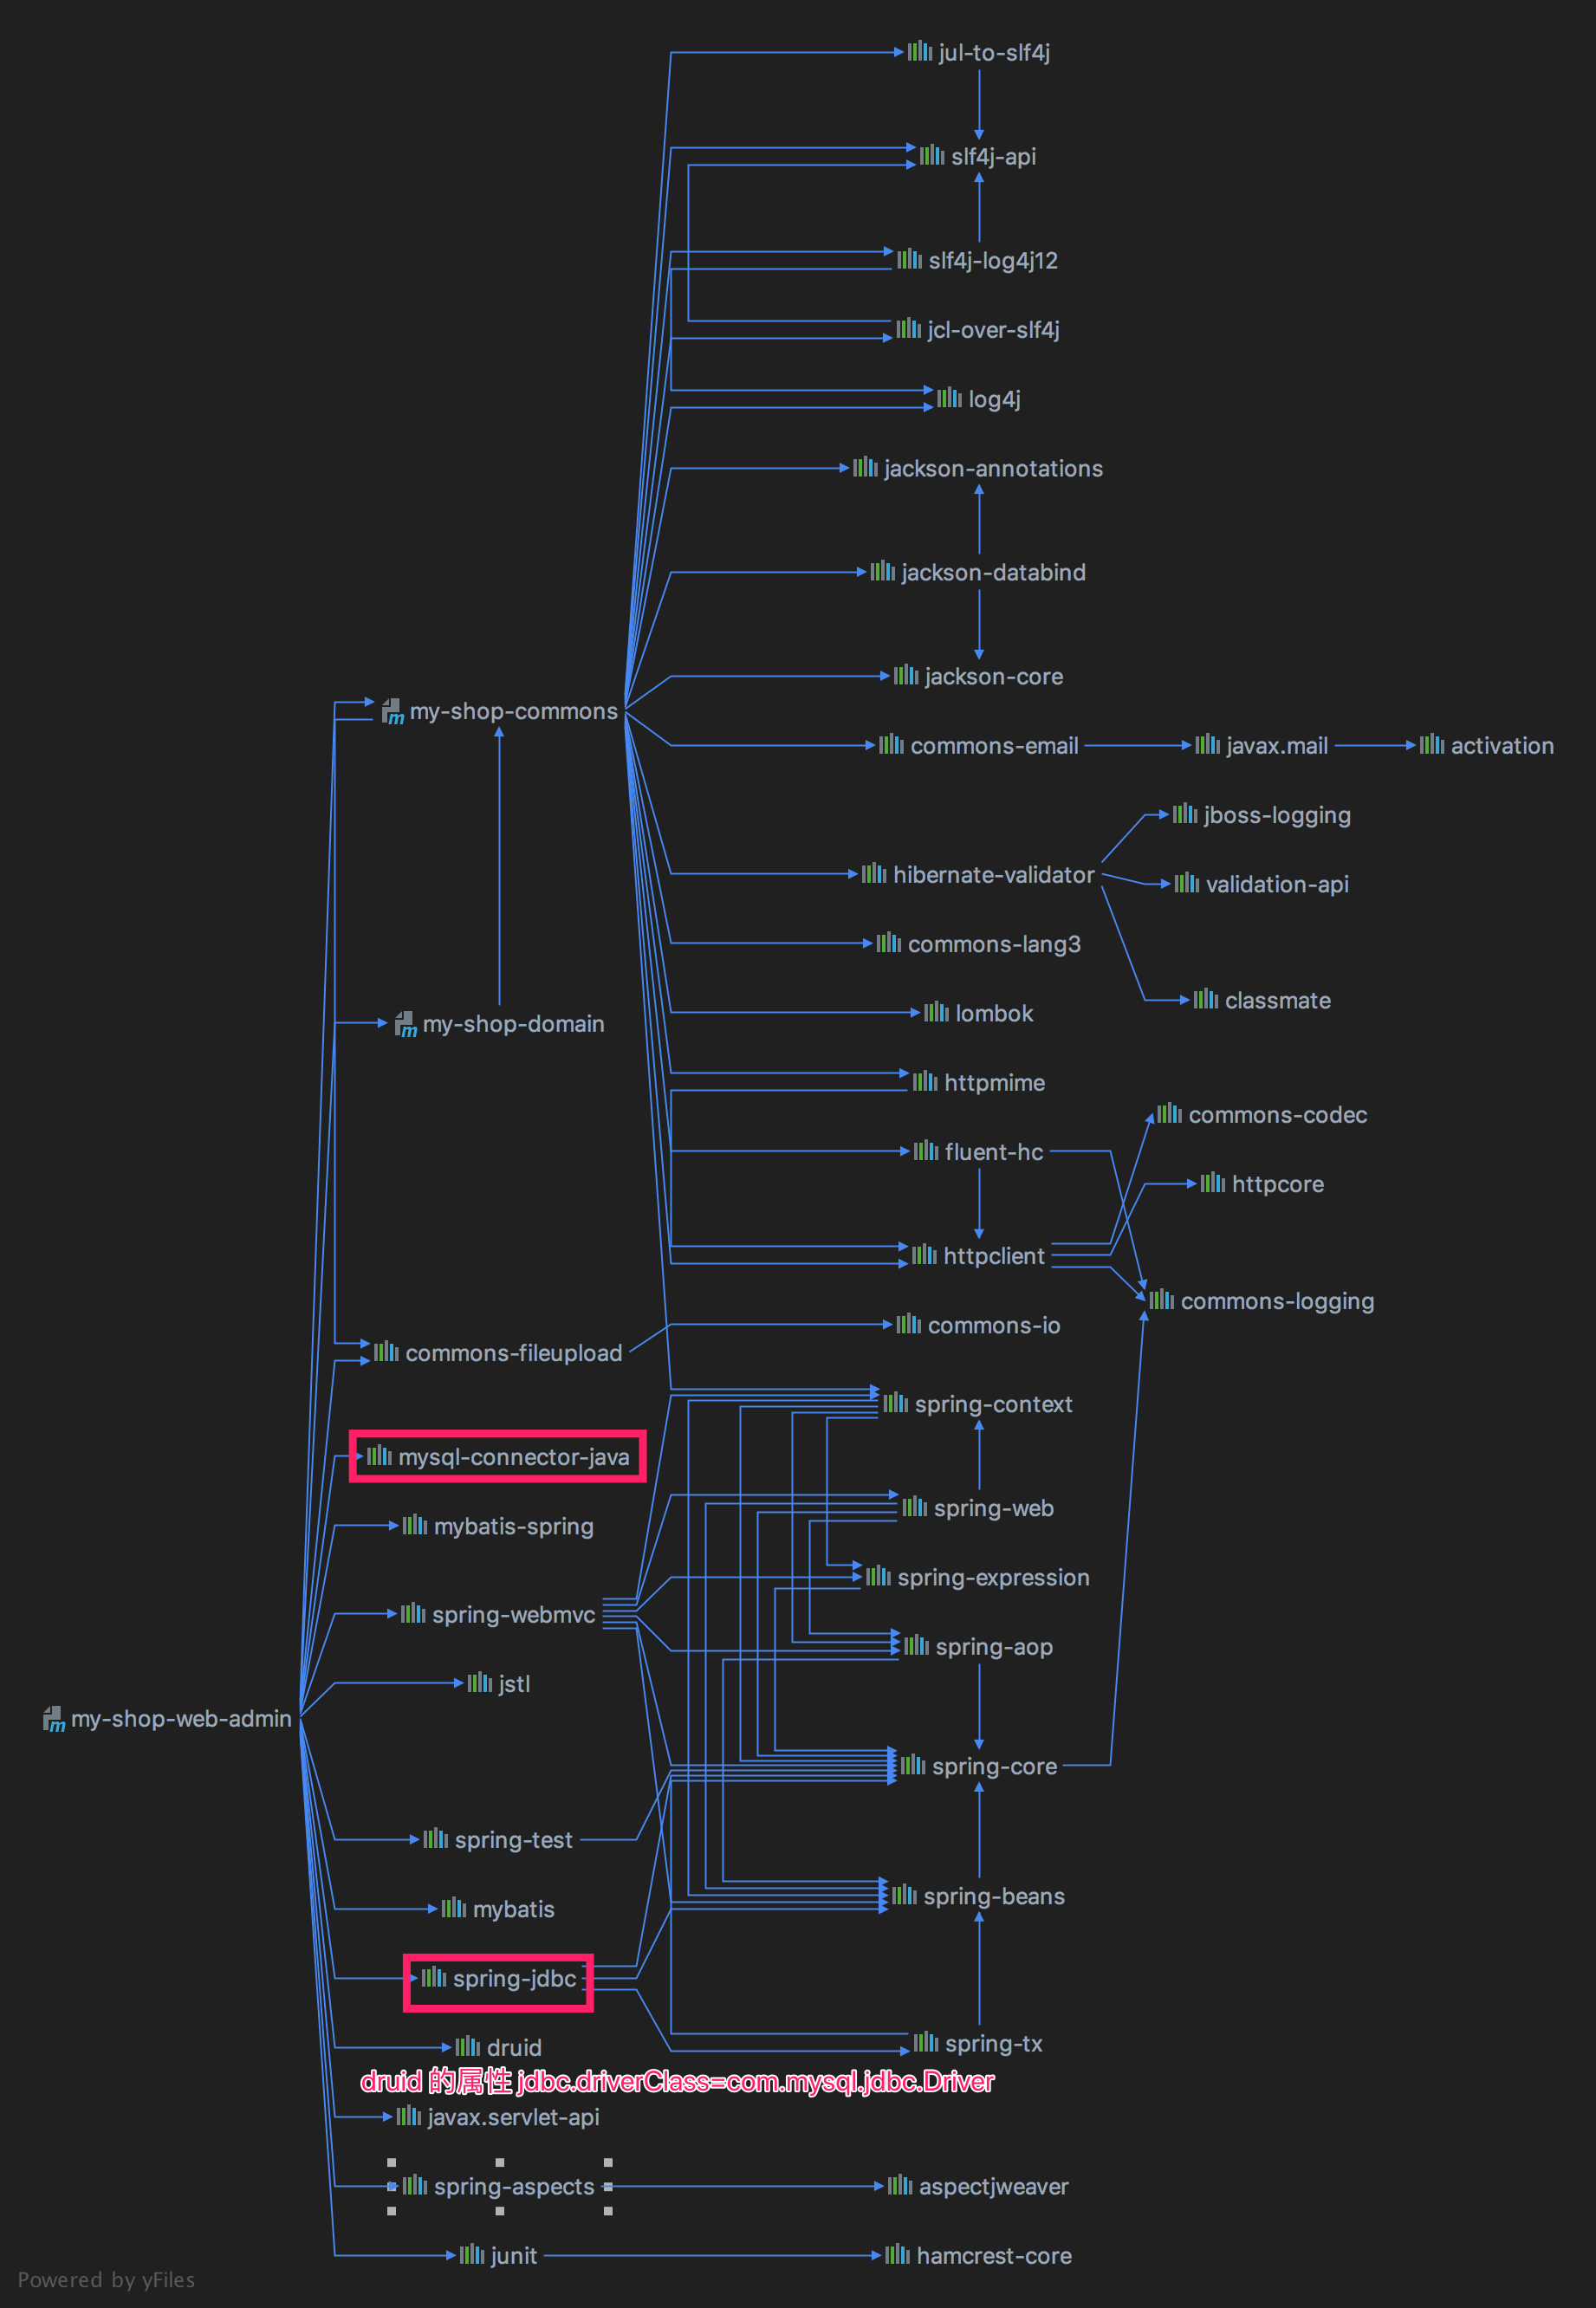 jul-to-slf4j
slf4j-api
slf4j-log4j12
jcl-over-slf4j
log4j
jackson-annotations
jackson-databind
jackson-core
my-shop-commons
commons-email
javax.mail
activation
jboss-logging
hibernate-validator
validation-api
commons-lang3
classmate
lombok
my-shop-domain
httpmime
commons-codec
fluent-hc
httpcore
httpclient
commons-logging
commons-io
commons-fileupload
spring-context
mysql-connector-java
spring-web
mybatis-spring
spring-expression
spring-webmvc
spring-aop
jstl
my-shop-web-admin
spring-core
spring-test
spring-beans
mybatis
spring-jdbc
spring-tx
druid
druid 的属性 jdbc.driverClass=com.mysql.jdbc.Driver
javax.servlet-api
spring-aspects
aspectjweaver
junit
hamcrest-core
Powered by yFiles